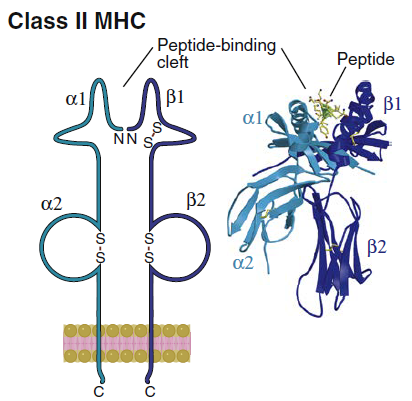 Class II MHC
Peptide-binding
cleft
Peptide
α1
β1
α1
β1
N N
S
S
α2
β2
S
S
S
S
α2
β2
C
C